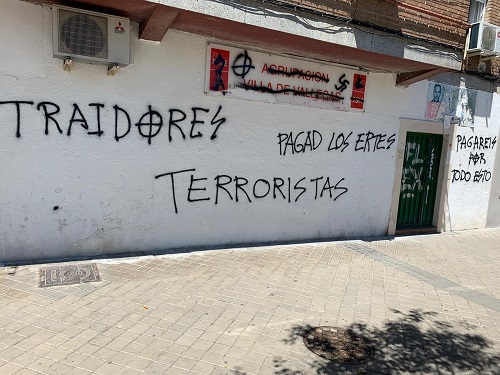 AGRUPACION
VILLA DE VALLECAS
TRAIDORES
PAGAD LOS ERTES
TERRORISTAS
PAGAREIS
POR
TODO ESTO